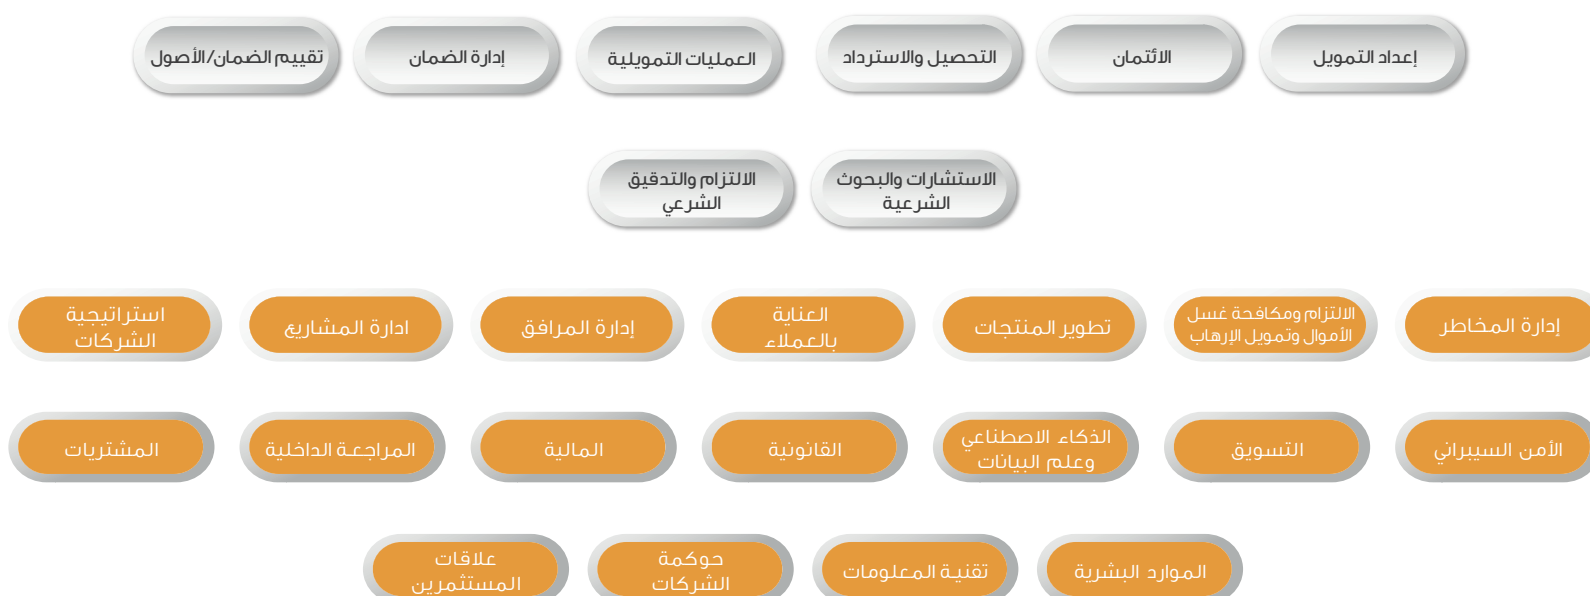 إعداد التمويل
الائتمان
التحصيل والاسترداد
العمليات التمويلية
إدارة الضمان
تقييم الضمان/الأصول
الاستشارات والبحوث
الشرعية
الالتزام والتدقيق
الشرعي
إدارة المخاطر
الالتزام ومكافحة غسل
الأموال وتمويل الإرهاب
تطوير المنتجات
العناية
بالعملاء
إدارة المرافق
ادارة المشاريع
استراتيجية
الشركات
الأمن السيبراني
التسويق
الذكاء الاصطناعي
وعلم البيانات
القانونية
المالية
المراجعة الداخلية
المشتريات
الموارد البشرية
تقنية المعلومات
حوكمة
الشركات
علاقات
المستثمرين